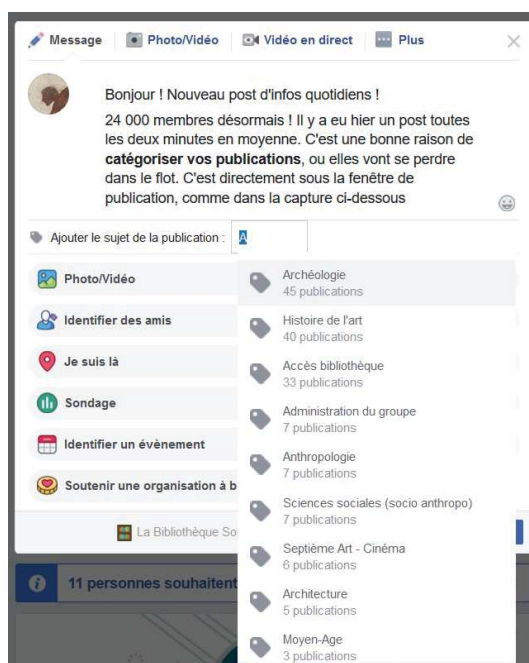 Message
Photo/Vidéo
Vidéo en direct
Plus
Bonjour ! Nouveau post d'infos quotidiens !
24 000 membres désormais ! Il y a eu hier un post toutes
les deux minutes en moyenne. C'est une bonne raison de
catégoriser vos publications, ou elles vont se perdre
dans le flot. C'est directement sous la fenêtre de
publication, comme dans la capture ci-dessous
Ajouter le sujet de la publication : A
Photo/Vidéo
Identifier des amis
Je suis là
Sondage
Identifier un évènement
Soutenir une organisation à b
La Bibliothèque So
11 personnes souhaitent
Archéologie
45 publications
Histoire de l'art
40 publications
Accès bibliothèque
33 publications
Administration du groupe
7 publications
Anthropologie
7 publications
Sciences sociales (socio anthropo)
7 publications
Septième Art - Cinéma
6 publications
Architecture
5 publications
Moyen-Age
3 publications